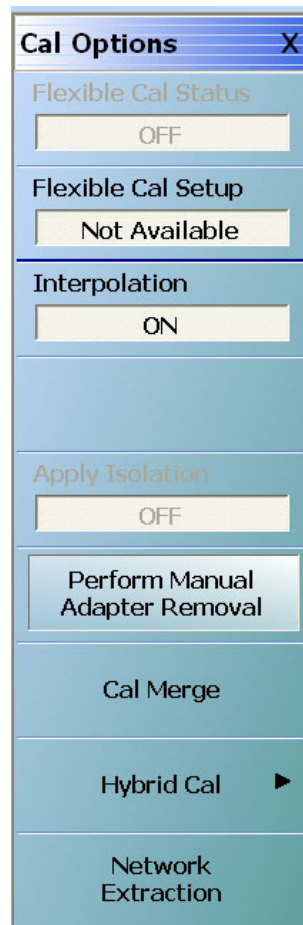 Cal Options X
Flexible Cal Status
OFF
Flexible Cal Setup
Not Available
Interpolation
ON
Apply Isolation
OFF
Perform Manual
Adapter Removal
Cal Merge
Hybrid Cal
Network
Extraction